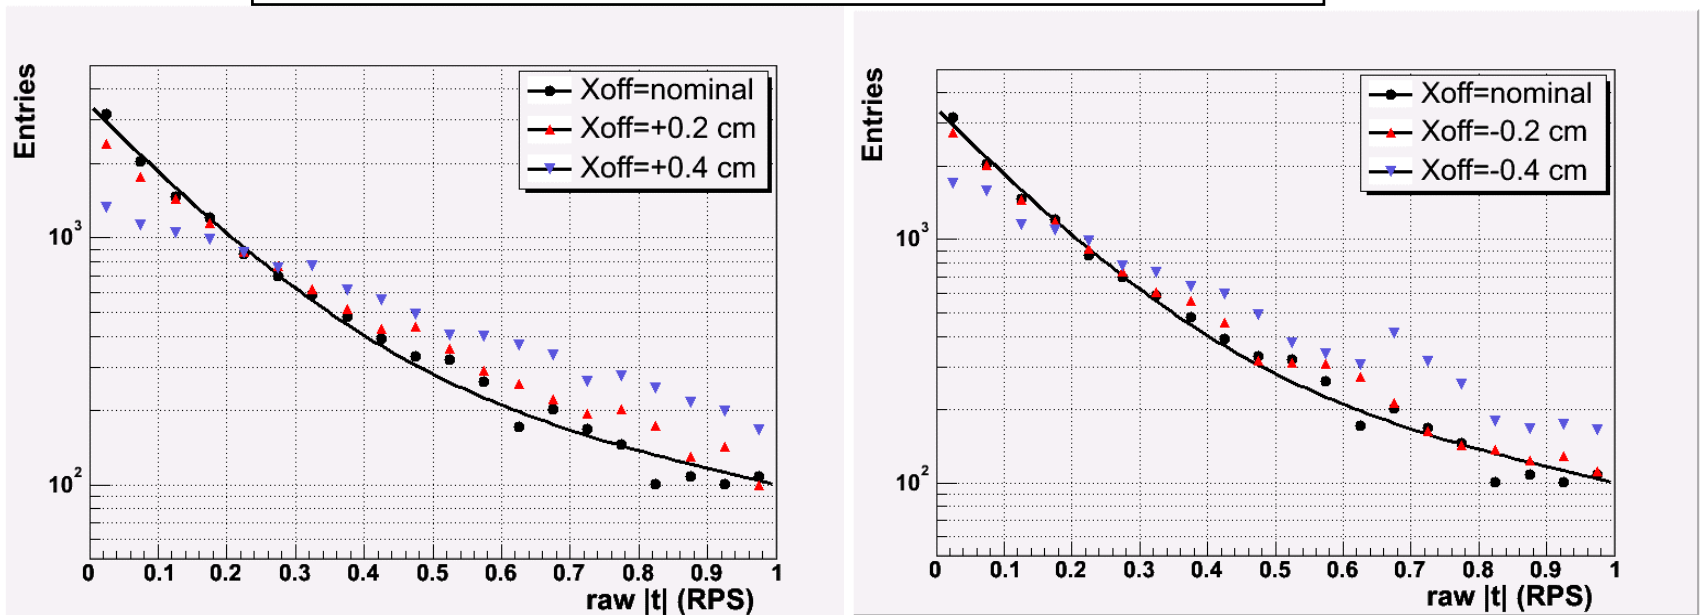 Entries
Xoff=nominal
Xoff=+0.2 cm
Xoff=+0.4 cm
10³
10²
0 0.1 0.2 0.3 0.4 0.5 0.6 0.7 0.8 0.9 1
raw |t| (RPS)
Entries
Xoff=nominal
Xoff=-0.2 cm
Xoff=-0.4 cm
10³
10²
0 0.1 0.2 0.3 0.4 0.5 0.6 0.7 0.8 0.9 1
raw |t| (RPS)